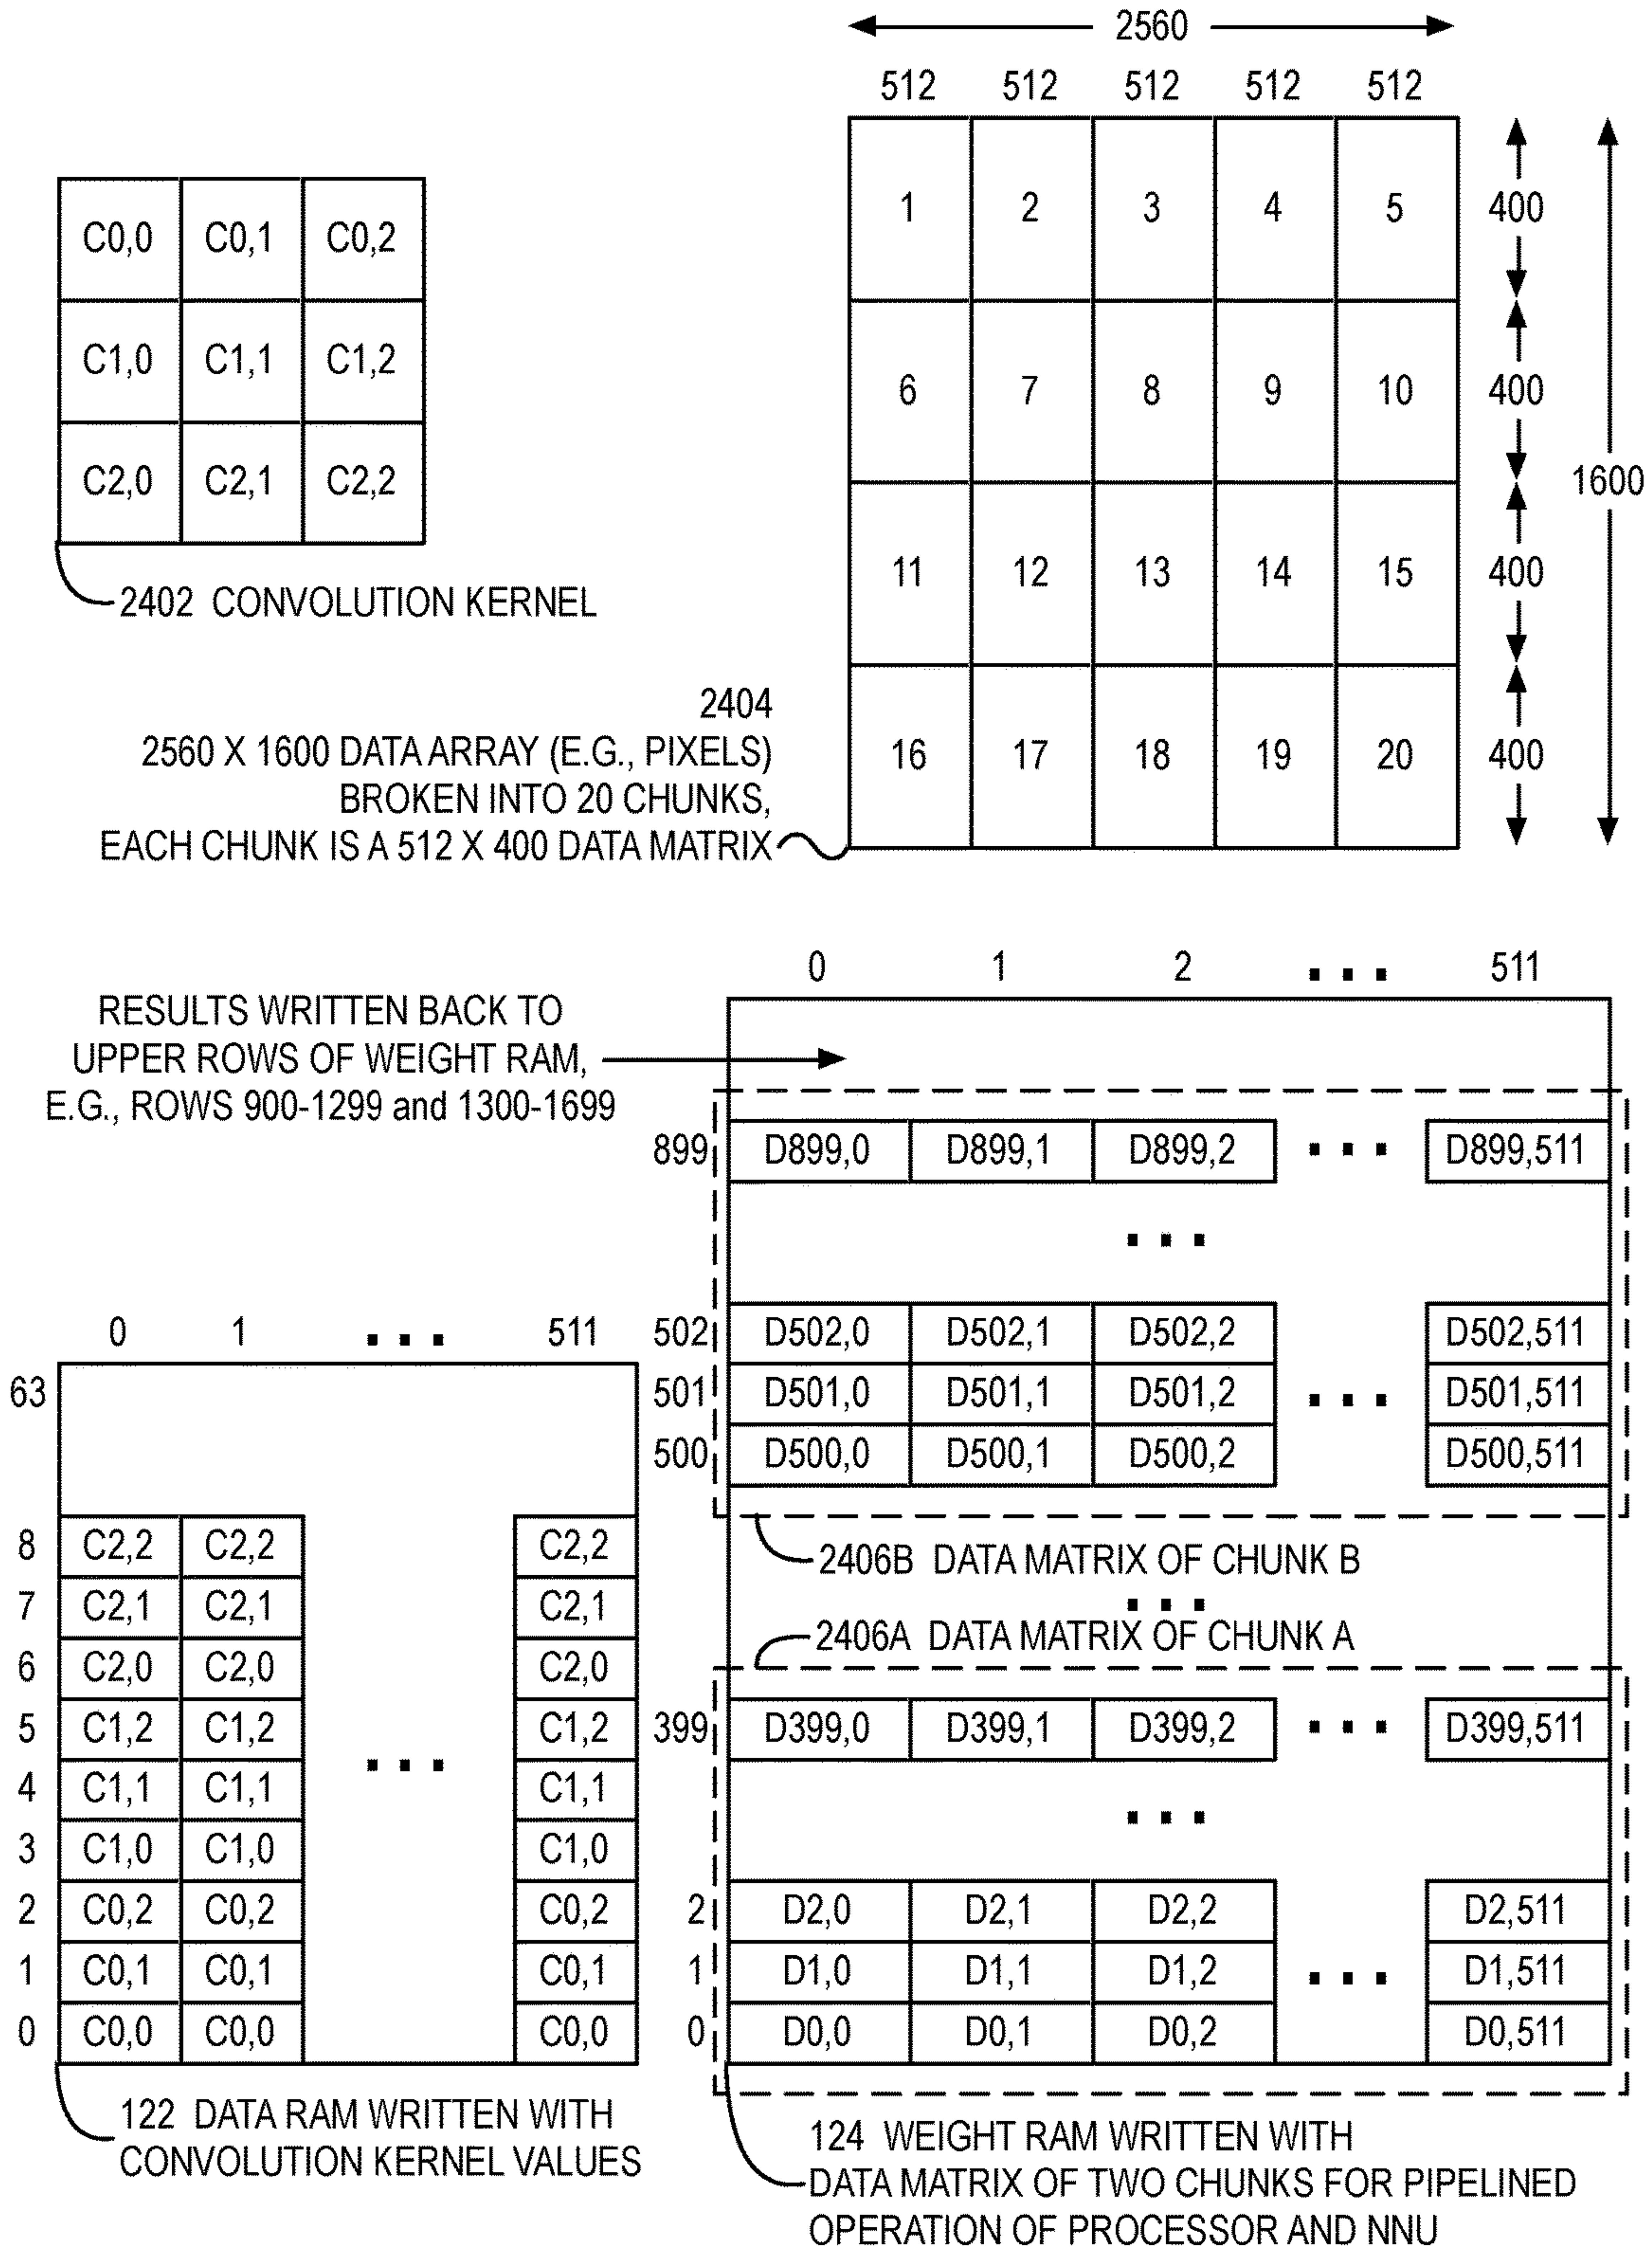 2560
512 512 512 512 512
1 2 3 4 5 400
6 7 8 9 10 400
11 12 13 14 15 400
16 17 18 19 20 400
1600
C0,0 C0,1 C0,2
C1,0 C1,1 C1,2
C2,0 C2,1 C2,2
2402 CONVOLUTION KERNEL
2404
2560 X 1600 DATA ARRAY (E.G., PIXELS)
BROKEN INTO 20 CHUNKS,
EACH CHUNK IS A 512 X 400 DATA MATRIX
0 1 2 ... 511
RESULTS WRITTEN BACK TO
UPPER ROWS OF WEIGHT RAM,
E.G., ROWS 900-1299 and 1300-1699
899 D899,0 D899,1 D899,2 ... D899,511
...
502 D502,0 D502,1 D502,2 D502,511
501 D501,0 D501,1 D501,2 ... D501,511
500 D500,0 D500,1 D500,2 D500,511
2406B DATA MATRIX OF CHUNK B
...
2406A DATA MATRIX OF CHUNK A
399 D399,0 D399,1 D399,2 ... D399,511
...
2 D2,0 D2,1 D2,2 D2,511
1 D1,0 D1,1 D1,2 ... D1,511
0 D0,0 D0,1 D0,2 D0,511
0 1 ... 511
63
8 C2,2 C2,2 C2,2
7 C2,1 C2,1 C2,1
6 C2,0 C2,0 C2,0
5 C1,2 C1,2 C1,2
4 C1,1 C1,1 ... C1,1
3 C1,0 C1,0 C1,0
2 C0,2 C0,2 C0,2
1 C0,1 C0,1 C0,1
0 C0,0 C0,0 C0,0
122 DATA RAM WRITTEN WITH
CONVOLUTION KERNEL VALUES
124 WEIGHT RAM WRITTEN WITH
DATA MATRIX OF TWO CHUNKS FOR PIPELINED
OPERATION OF PROCESSOR AND NNU